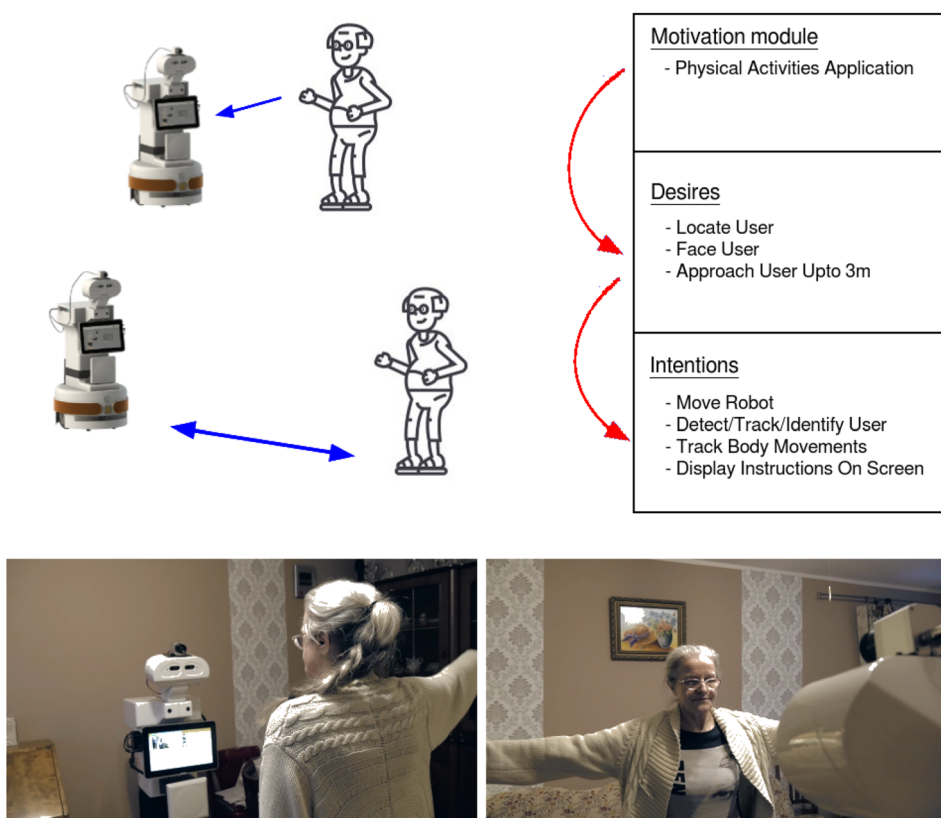 Motivation module
- Physical Activities Application
Desires
- Locate User
- Face User
- Approach User Upto 3m
Intentions
- Move Robot
- Detect/Track/Identify User
- Track Body Movements
- Display Instructions On Screen